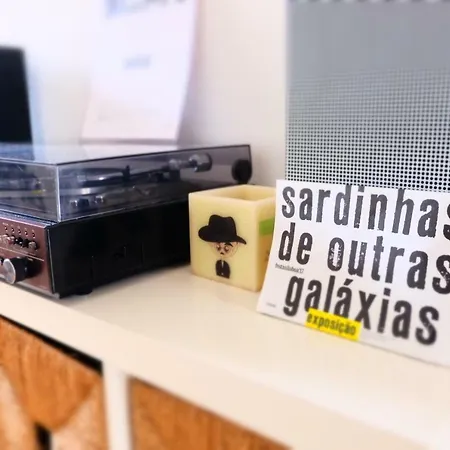 sardinhas
de outras
galáxias
exposição